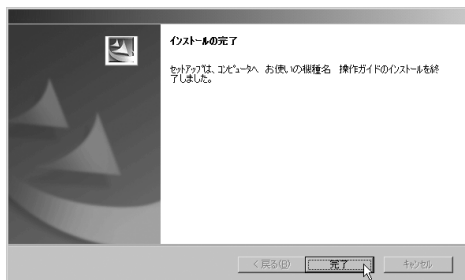 インストールの完了
セットアップは、コンピュータへ お使いの機種名 操作ガイドのインストールを終
了しました。
< 戻る(B)
完了
キャンセル